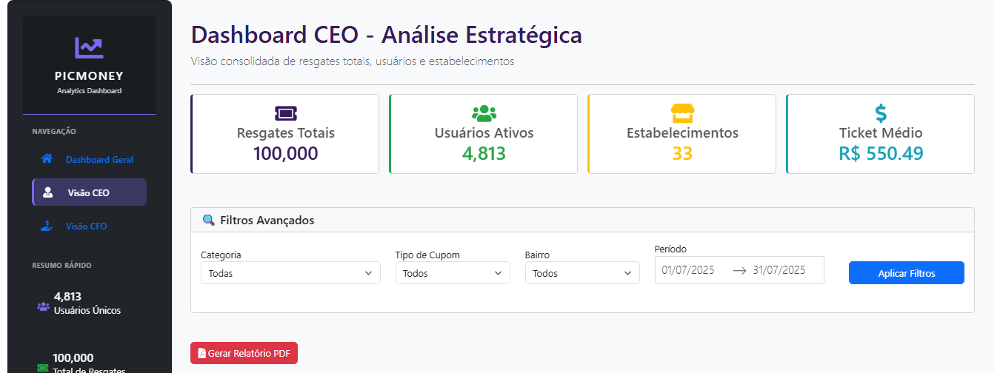 PICMONEY
Analytics Dashboard
NAVEGAÇÃO
Dashboard Geral
Visão CEO
Visão CFO
RESUMO RÁPIDO
4,813
Usuários Únicos
100,000
Total de Resgates
Dashboard CEO - Análise Estratégica
Visão consolidada de resgates totais, usuários e estabelecimentos
Resgates Totais
100,000
Usuários Ativos
4,813
Estabelecimentos
33
Ticket Médio
R$ 550.49
Filtros Avançados
Categoria
Todas
Tipo de Cupom
Todos
Bairro
Todos
Período
01/07/2025 → 31/07/2025
Aplicar Filtros
Gerar Relatório PDF